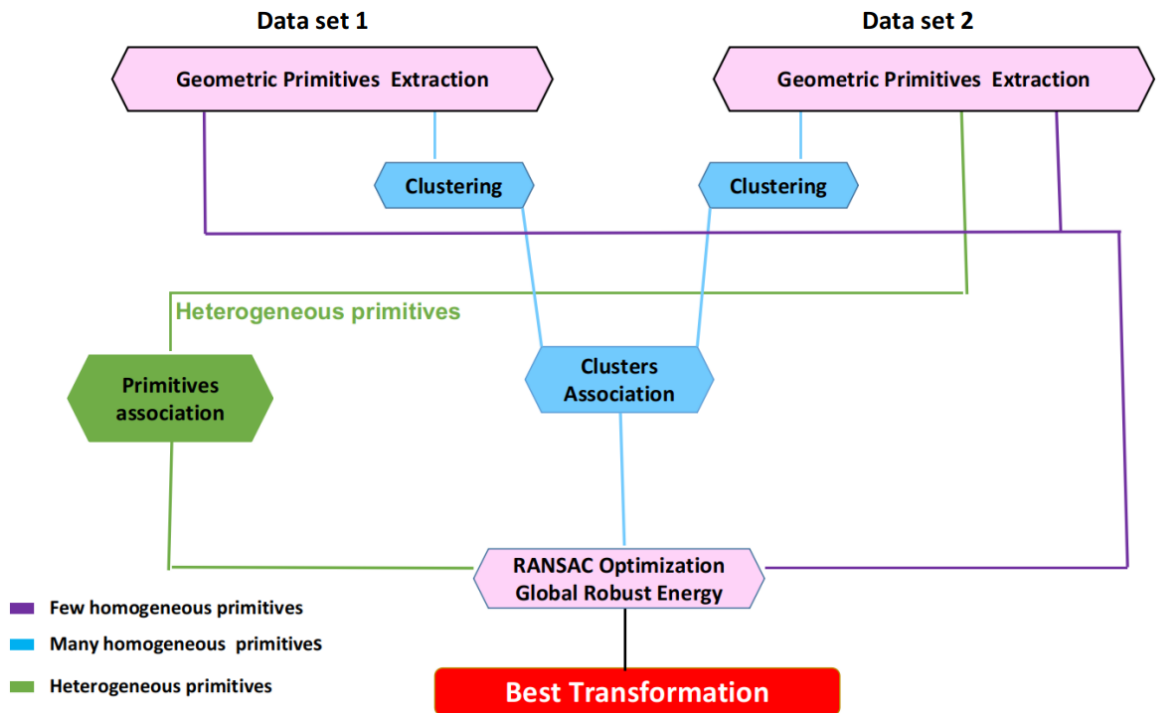 Data set 1
Data set 2
Geometric Primitives Extraction
Geometric Primitives Extraction
Clustering
Clustering
Heterogeneous primitives
Primitives
association
Clusters
Association
RANSAC Optimization
Global Robust Energy
Few homogeneous primitives
Many homogeneous primitives
Heterogeneous primitives
Best Transformation